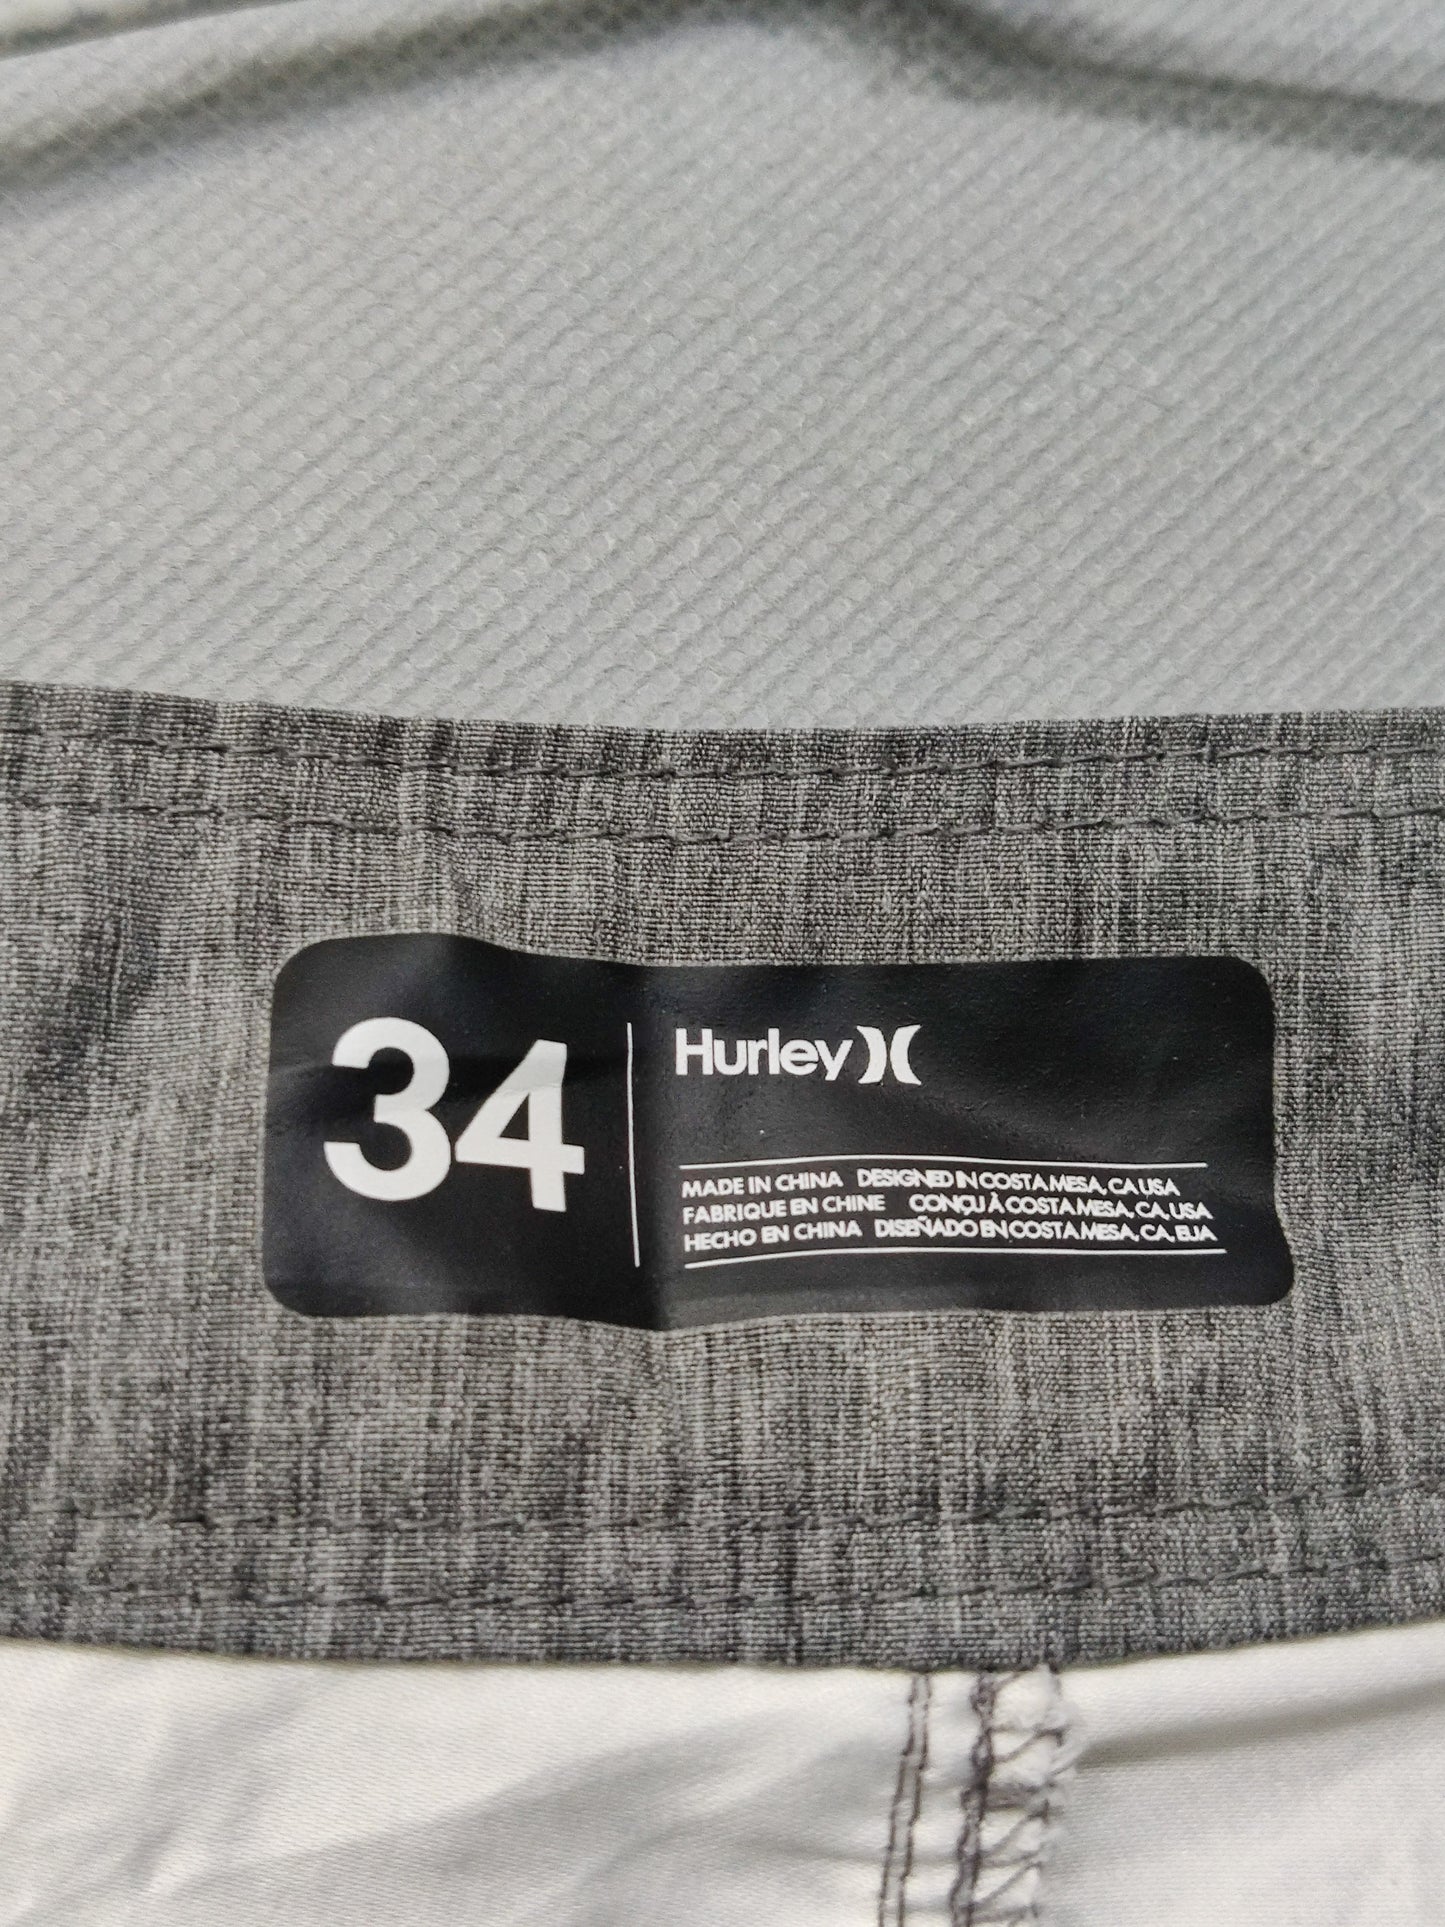 34
Hurley
MADE IN CHINA DESIGNED IN COSTA MESA, CA USA
FABRIQUE EN CHINE CONÇU À COSTA MESA, CA, USA
HECHO EN CHINA DISEÑADO EN COSTA MESA, CA, EUA